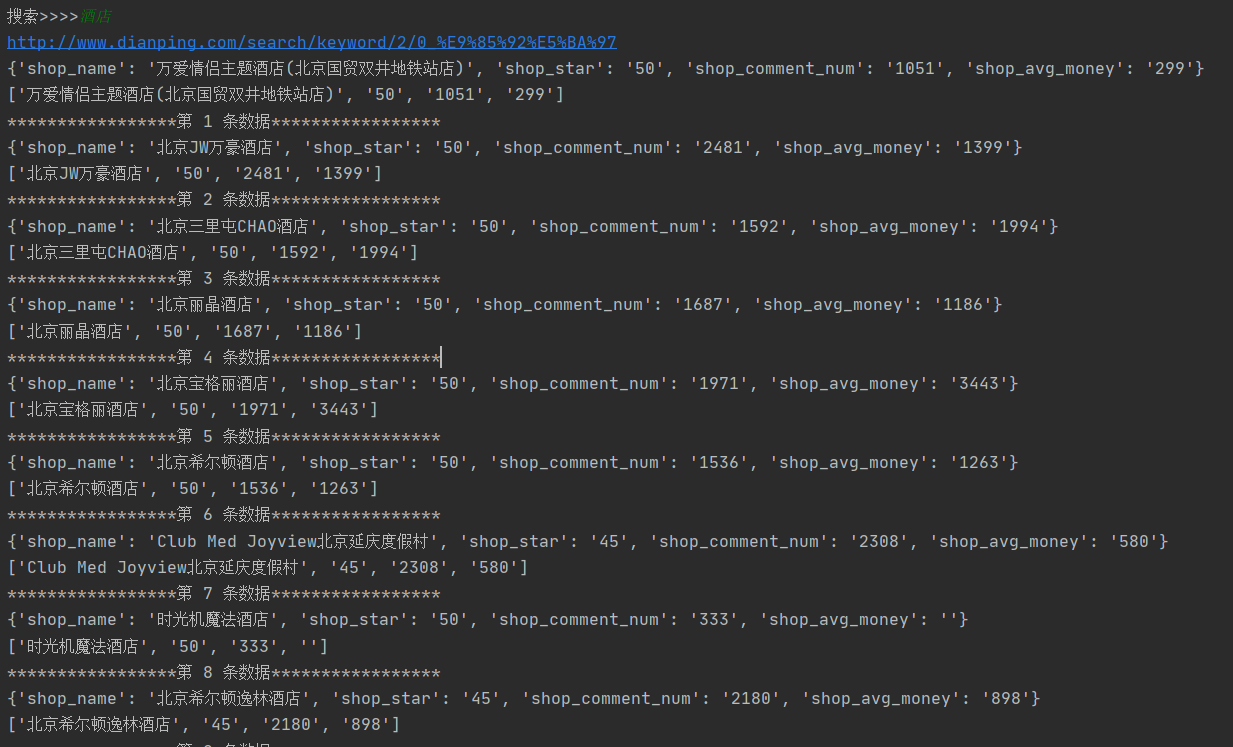 搜索>>>>酒店
http://www.dianping.com/search/keyword/2/0_%E9%85%92%E5%BA%97
{'shop_name': '万爱情侣主题酒店(北京国贸双井地铁站店)', 'shop_star': '50', 'shop_comment_num': '1051', 'shop_avg_money': '299'}
['万爱情侣主题酒店(北京国贸双井地铁站店)', '50', '1051', '299']
*****************第 1 条数据*****************
{'shop_name': '北京JW万豪酒店', 'shop_star': '50', 'shop_comment_num': '2481', 'shop_avg_money': '1399'}
['北京JW万豪酒店', '50', '2481', '1399']
*****************第 2 条数据*****************
{'shop_name': '北京三里屯CHAO酒店', 'shop_star': '50', 'shop_comment_num': '1592', 'shop_avg_money': '1994'}
['北京三里屯CHAO酒店', '50', '1592', '1994']
*****************第 3 条数据*****************
{'shop_name': '北京丽晶酒店', 'shop_star': '50', 'shop_comment_num': '1687', 'shop_avg_money': '1186'}
['北京丽晶酒店', '50', '1687', '1186']
*****************第 4 条数据*****************
{'shop_name': '北京宝格丽酒店', 'shop_star': '50', 'shop_comment_num': '1971', 'shop_avg_money': '3443'}
['北京宝格丽酒店', '50', '1971', '3443']
*****************第 5 条数据*****************
{'shop_name': '北京希尔顿酒店', 'shop_star': '50', 'shop_comment_num': '1536', 'shop_avg_money': '1263'}
['北京希尔顿酒店', '50', '1536', '1263']
*****************第 6 条数据*****************
{'shop_name': 'Club Med Joyview北京延庆度假村', 'shop_star': '45', 'shop_comment_num': '2308', 'shop_avg_money': '580'}
['Club Med Joyview北京延庆度假村', '45', '2308', '580']
*****************第 7 条数据*****************
{'shop_name': '时光机魔法酒店', 'shop_star': '50', 'shop_comment_num': '333', 'shop_avg_money': ''}
['时光机魔法酒店', '50', '333', '']
*****************第 8 条数据*****************
{'shop_name': '北京希尔顿逸林酒店', 'shop_star': '45', 'shop_comment_num': '2180', 'shop_avg_money': '898'}
['北京希尔顿逸林酒店', '45', '2180', '898']